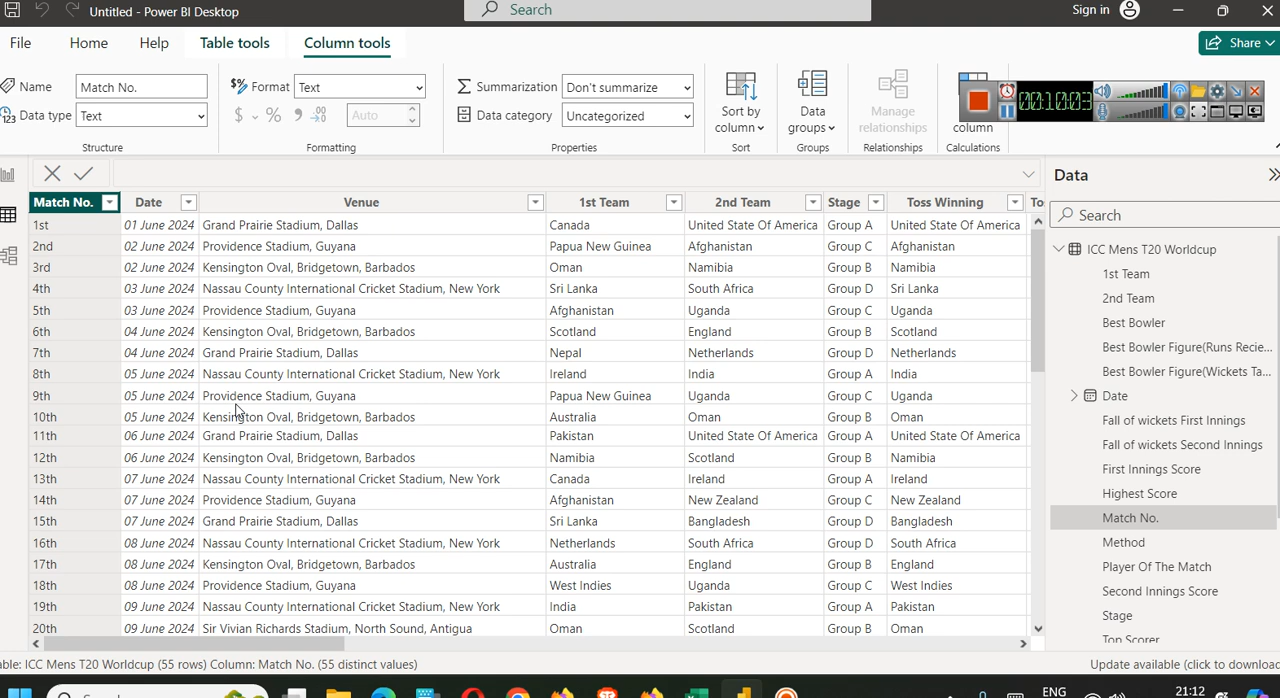 Untitled - Power BI Desktop
Search
Sign in
File Home Help Table tools Column tools
Share
Name Match No.
Format Text
Summarization Don't summarize
Data type Text
$ % 9 Auto
Data category Uncategorized
Sort by column
Data groups
Manage relationships
column
00:10:03
Structure Formatting Properties Sort Groups Relationships Calculations
Data
Match No. Date Venue 1st Team 2nd Team Stage Toss Winning To
1st 01 June 2024 Grand Prairie Stadium, Dallas Canada United State Of America Group A United State Of America
2nd 02 June 2024 Providence Stadium, Guyana Papua New Guinea Afghanistan Group C Afghanistan
3rd 02 June 2024 Kensington Oval, Bridgetown, Barbados Oman Namibia Group B Namibia
4th 03 June 2024 Nassau County International Cricket Stadium, New York Sri Lanka South Africa Group D Sri Lanka
5th 03 June 2024 Providence Stadium, Guyana Afghanistan Uganda Group C Uganda
6th 04 June 2024 Kensington Oval, Bridgetown, Barbados Scotland England Group B Scotland
7th 04 June 2024 Grand Prairie Stadium, Dallas Nepal Netherlands Group D Netherlands
8th 05 June 2024 Nassau County International Cricket Stadium, New York Ireland India Group A India
9th 05 June 2024 Providence Stadium, Guyana Papua New Guinea Uganda Group C Uganda
10th 05 June 2024 Kensington Oval, Bridgetown, Barbados Australia Oman Group B Oman
11th 06 June 2024 Grand Prairie Stadium, Dallas Pakistan United State Of America Group A United State Of America
12th 06 June 2024 Kensington Oval, Bridgetown, Barbados Namibia Scotland Group B Namibia
13th 07 June 2024 Nassau County International Cricket Stadium, New York Canada Ireland Group A Ireland
14th 07 June 2024 Providence Stadium, Guyana Afghanistan New Zealand Group C New Zealand
15th 07 June 2024 Grand Prairie Stadium, Dallas Sri Lanka Bangladesh Group D Bangladesh
16th 08 June 2024 Nassau County International Cricket Stadium, New York Netherlands South Africa Group D South Africa
17th 08 June 2024 Kensington Oval, Bridgetown, Barbados Australia England Group B England
18th 08 June 2024 Providence Stadium, Guyana West Indies Uganda Group C West Indies
19th 09 June 2024 Nassau County International Cricket Stadium, New York India Pakistan Group A Pakistan
20th 09 June 2024 Sir Vivian Richards Stadium, North Sound, Antigua Oman Scotland Group B Oman
Search
ICC Mens T20 Worldcup
1st Team
2nd Team
Best Bowler
Best Bowler Figure(Runs Recie...
Best Bowler Figure(Wickets Ta...
Date
Fall of wickets First Innings
Fall of wickets Second Innings
First Innings Score
Highest Score
Match No.
Method
Player Of The Match
Second Innings Score
Stage
Top Scorer
ble: ICC Mens T20 Worldcup (55 rows) Column: Match No. (55 distinct values)
Update available (click to download
ENG
21:12